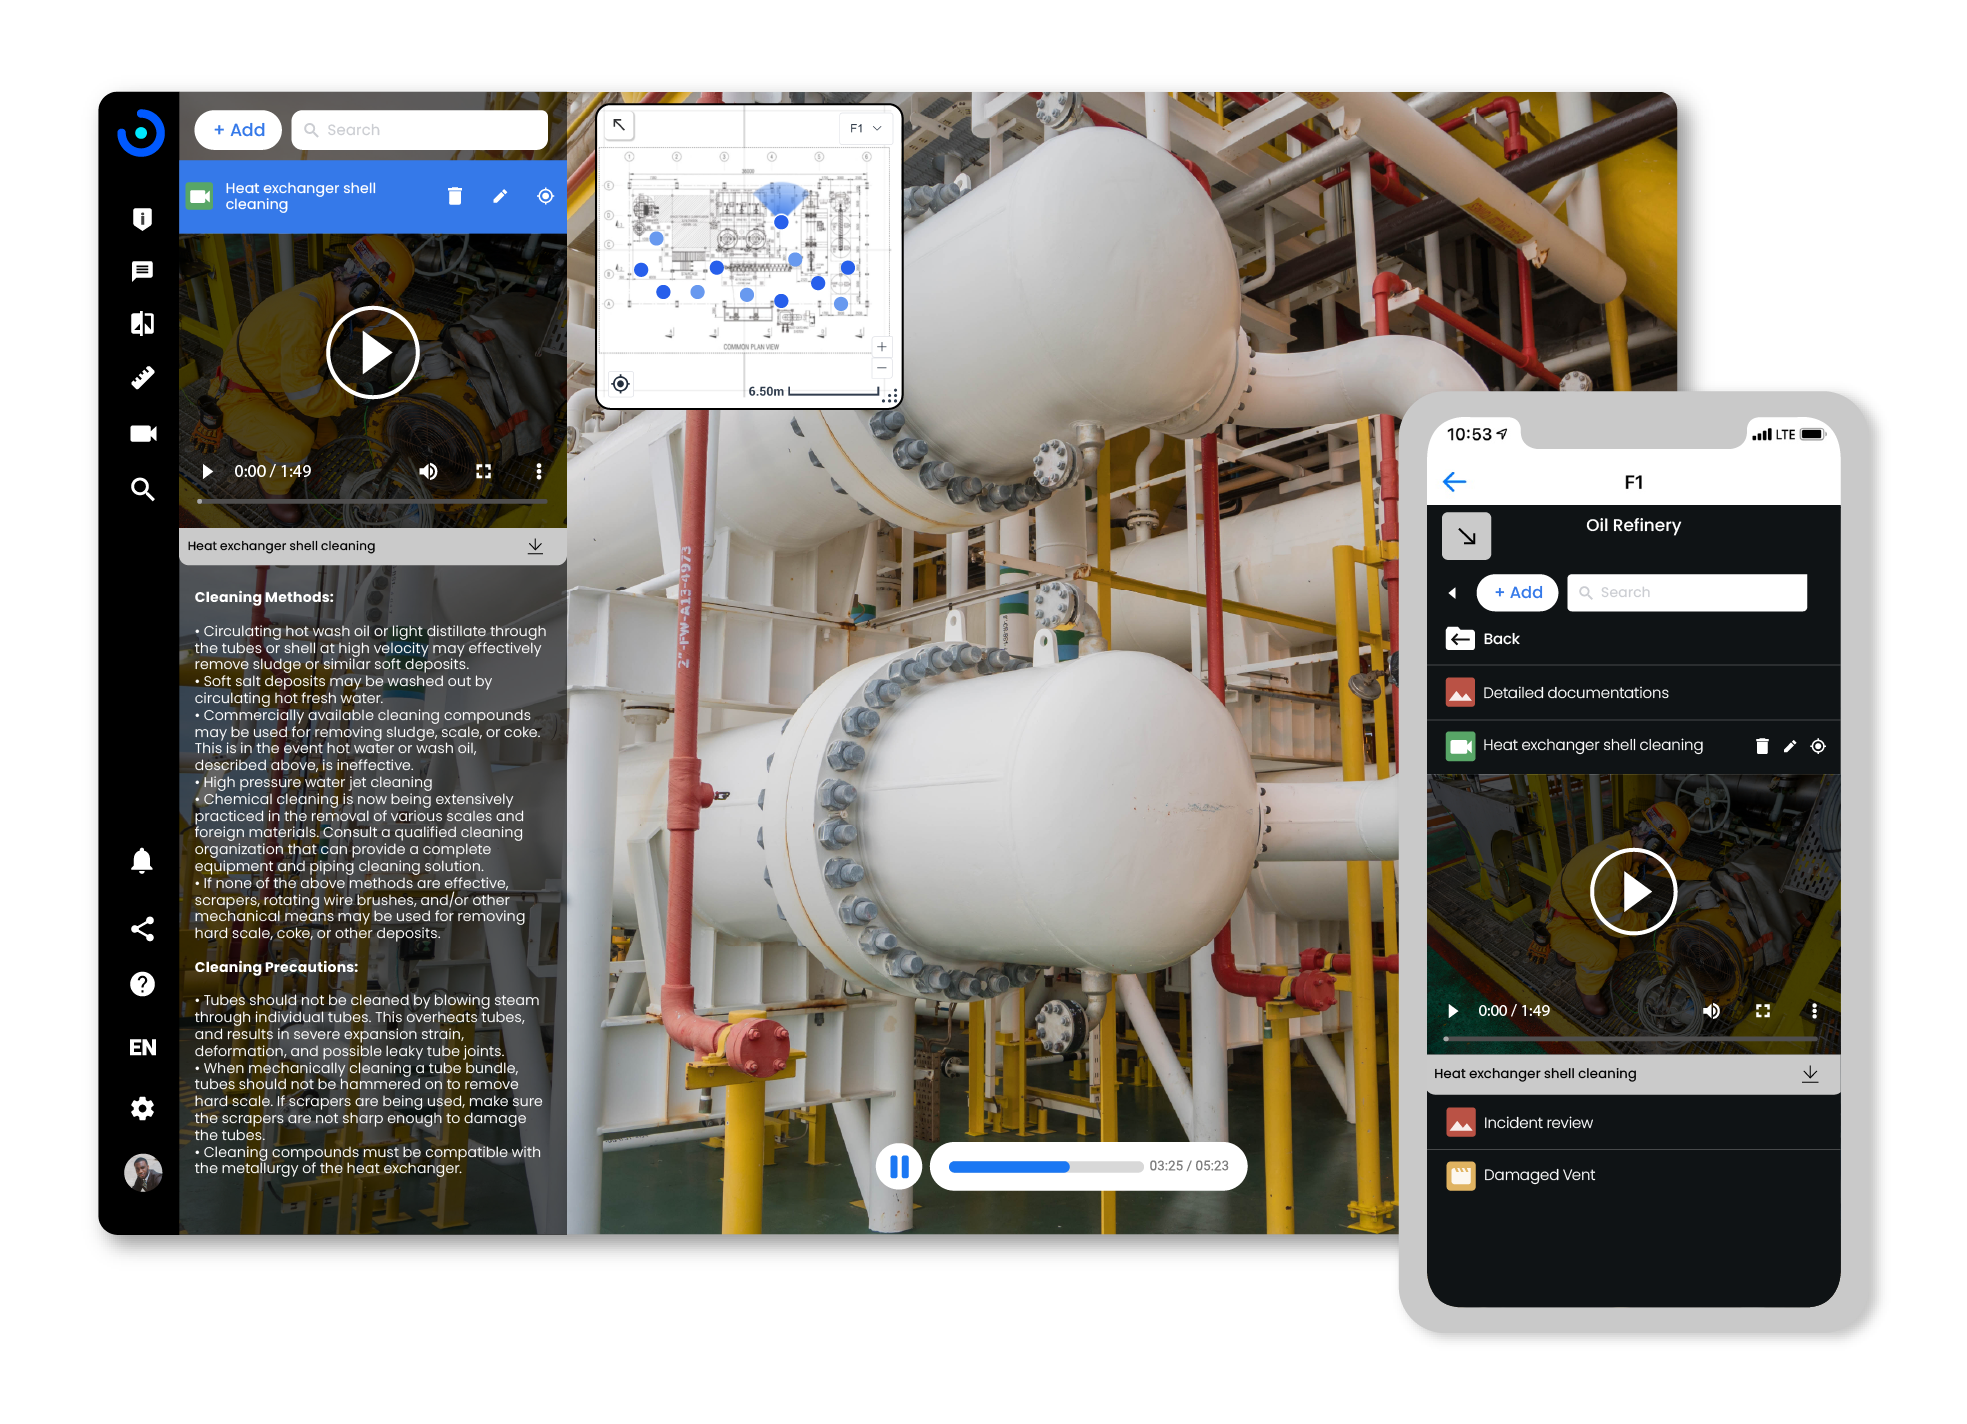 + Add
Search
Heat exchanger shell
cleaning
0:00 / 1:49
Heat exchanger shell cleaning
Cleaning Methods:
• Circulating hot wash oil or light distillate through
the tubes or shell at high velocity may effectively
remove sludge or similar soft deposits.
• Soft salt deposits may be washed out by
circulating hot fresh water.
• Commercially available cleaning compounds
may be used for removing sludge, scale, or coke.
This is in the event hot water or wash oil,
described above, is ineffective.
• High pressure water jet cleaning
• Chemical cleaning is now being extensively
practiced in the removal of various scales and
foreign materials. Consult a qualified cleaning
organization that can provide a complete
equipment and piping cleaning solution.
• If none of the above methods are effective,
scrapers, rotating wire brushes, and/or other
mechanical means may be used for removing
hard scale, coke, or other deposits.
Cleaning Precautions:
• Tubes should not be cleaned by blowing steam
through individual tubes. This overheats tubes,
and results in severe expansion strain,
deformation, and possible leaky tube joints.
• When mechanically cleaning a tube bundle,
tubes should not be hammered on to remove
hard scale. If scrapers are being used, make sure
the scrapers are not sharp enough to damage
the tubes.
• Cleaning compounds must be compatible with
the metallurgy of the heat exchanger.
EN
F1
1 2 3 4 5 6
E
D
C
B
A
COMMON PLAN VIEW
+
−
6.50m
2"-FW-A13-4973
03:25 / 05:23
10:53
LTE
F1
Oil Refinery
+ Add
Search
Back
Detailed documentations
Heat exchanger shell cleaning
0:00 / 1:49
Heat exchanger shell cleaning
Incident review
Damaged Vent